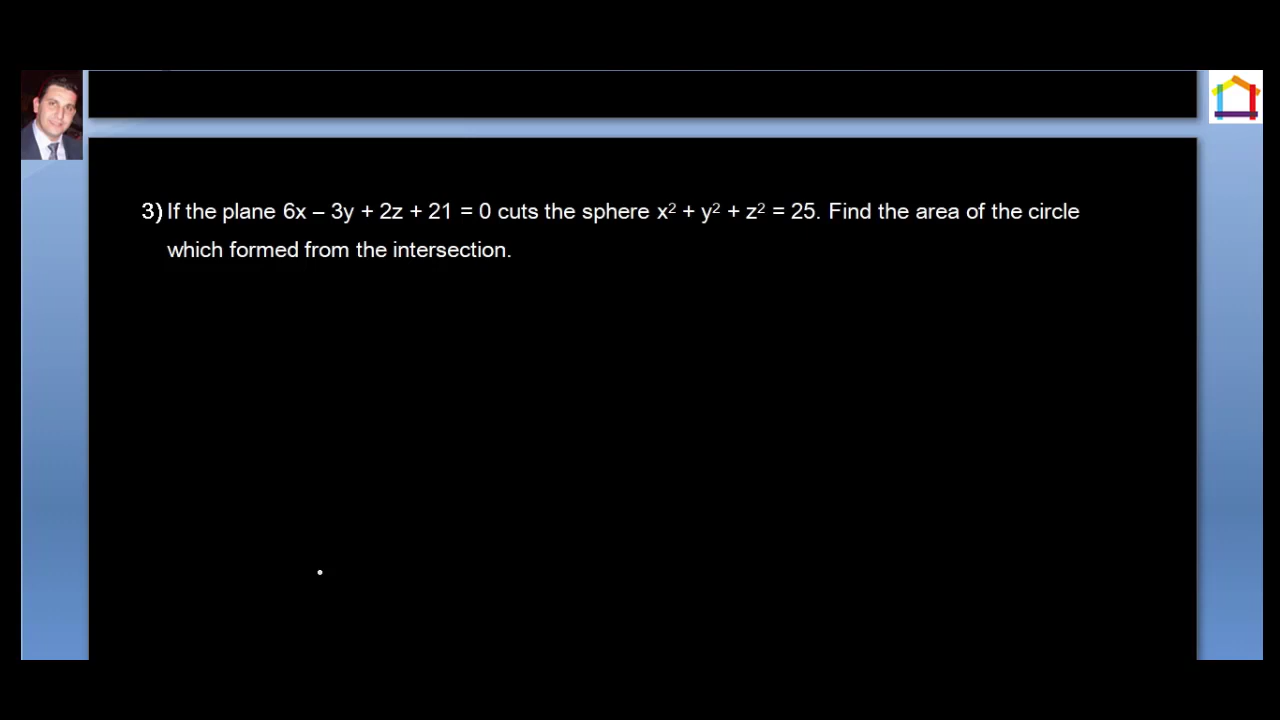 3) If the plane 6x – 3y + 2z + 21 = 0 cuts the sphere x² + y² + z² = 25. Find the area of the circle
which formed from the intersection.